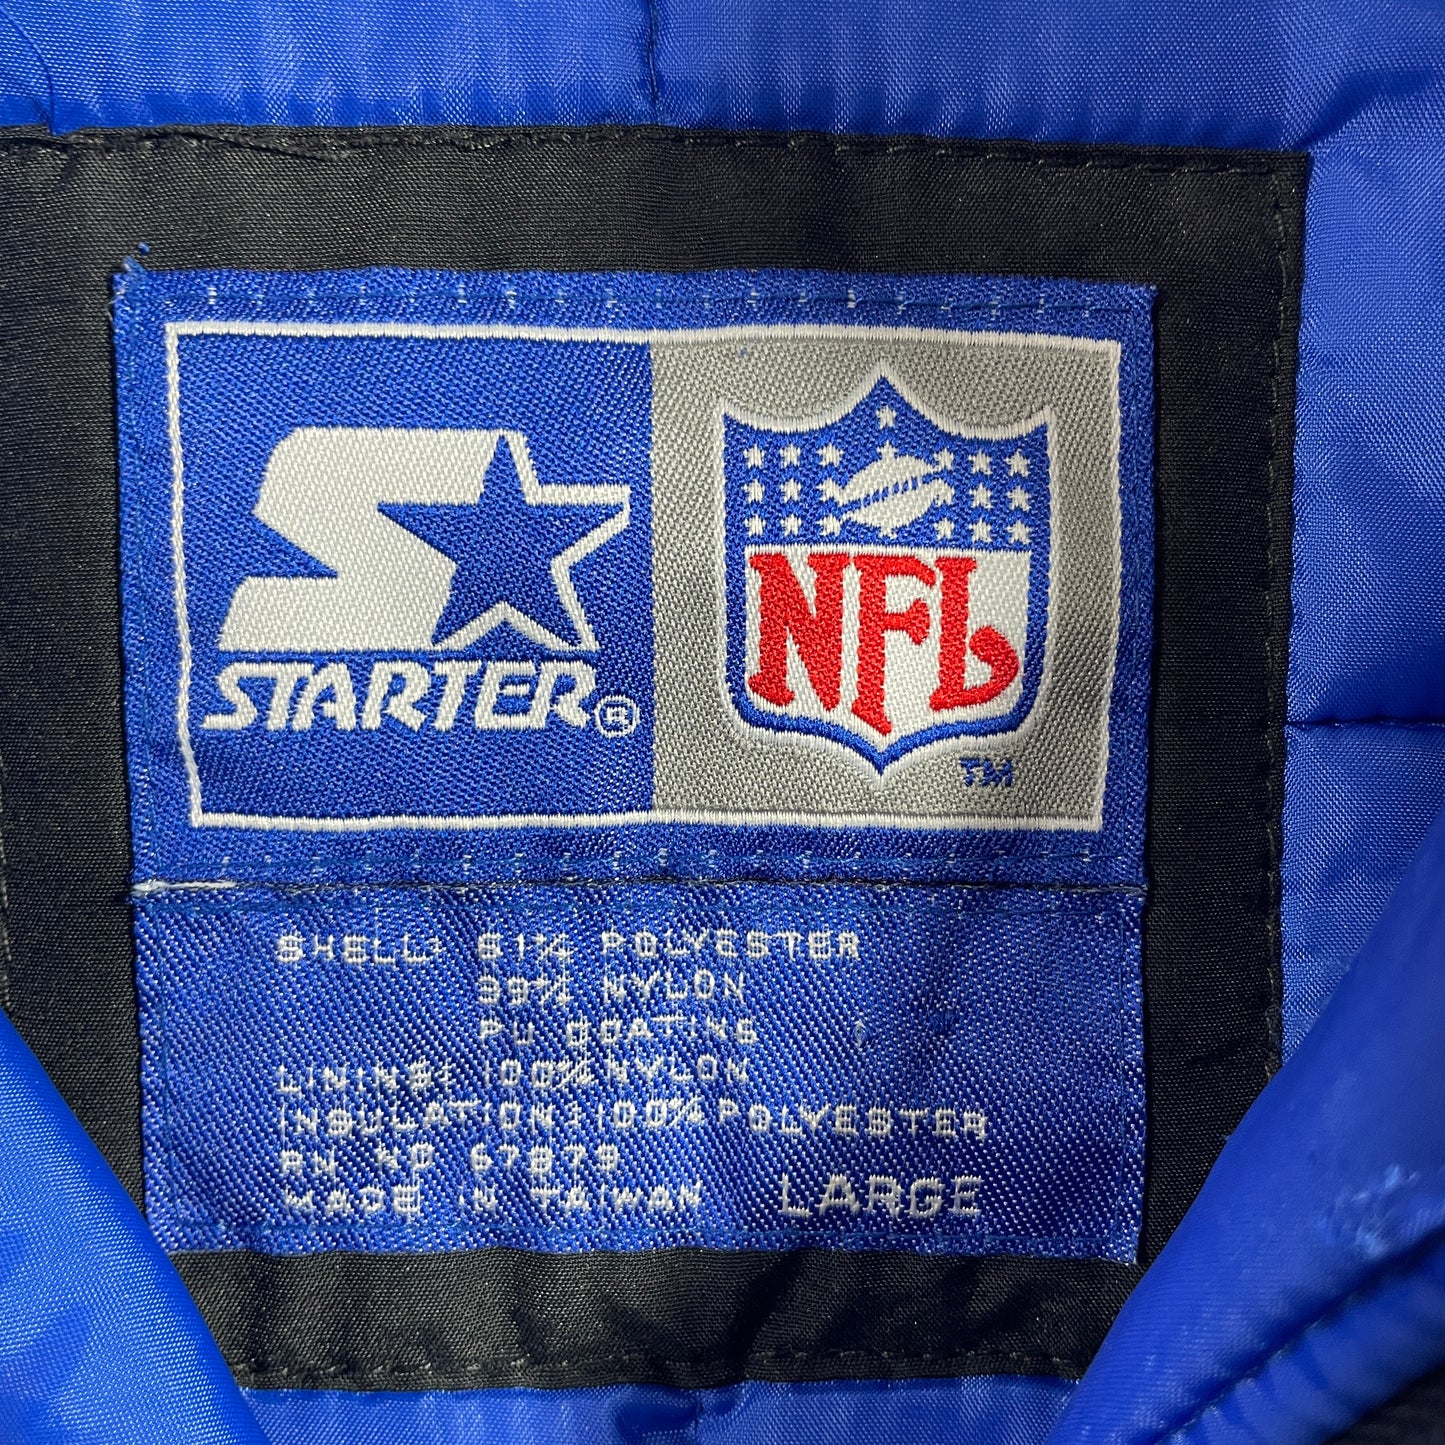 STARTER®
NFL
TM
SHELL: 61% POLYESTER
39% NYLON
PU COATING
LINING: 100% NYLON
INSULATION: 100% POLYESTER
RN NO 67879
MADE IN TAIWAN LARGE